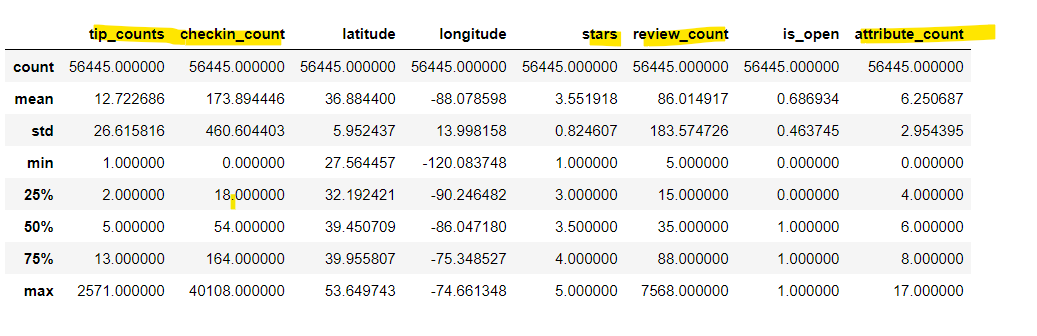 tip_counts checkin_count latitude longitude stars review_count is_open attribute_count
count 56445.000000 56445.000000 56445.000000 56445.000000 56445.000000 56445.000000 56445.000000 56445.000000
mean 12.722686 173.894446 36.884400 -88.078598 3.551918 86.014917 0.686934 6.250687
std 26.615816 460.604403 5.952437 13.998158 0.824607 183.574726 0.463745 2.954395
min 1.000000 0.000000 27.564457 -120.083748 1.000000 5.000000 0.000000 0.000000
25% 2.000000 18.000000 32.192421 -90.246482 3.000000 15.000000 0.000000 4.000000
50% 5.000000 54.000000 39.450709 -86.047180 3.500000 35.000000 1.000000 6.000000
75% 13.000000 164.000000 39.955807 -75.348527 4.000000 88.000000 1.000000 8.000000
max 2571.000000 40108.000000 53.649743 -74.661348 5.000000 7568.000000 1.000000 17.000000